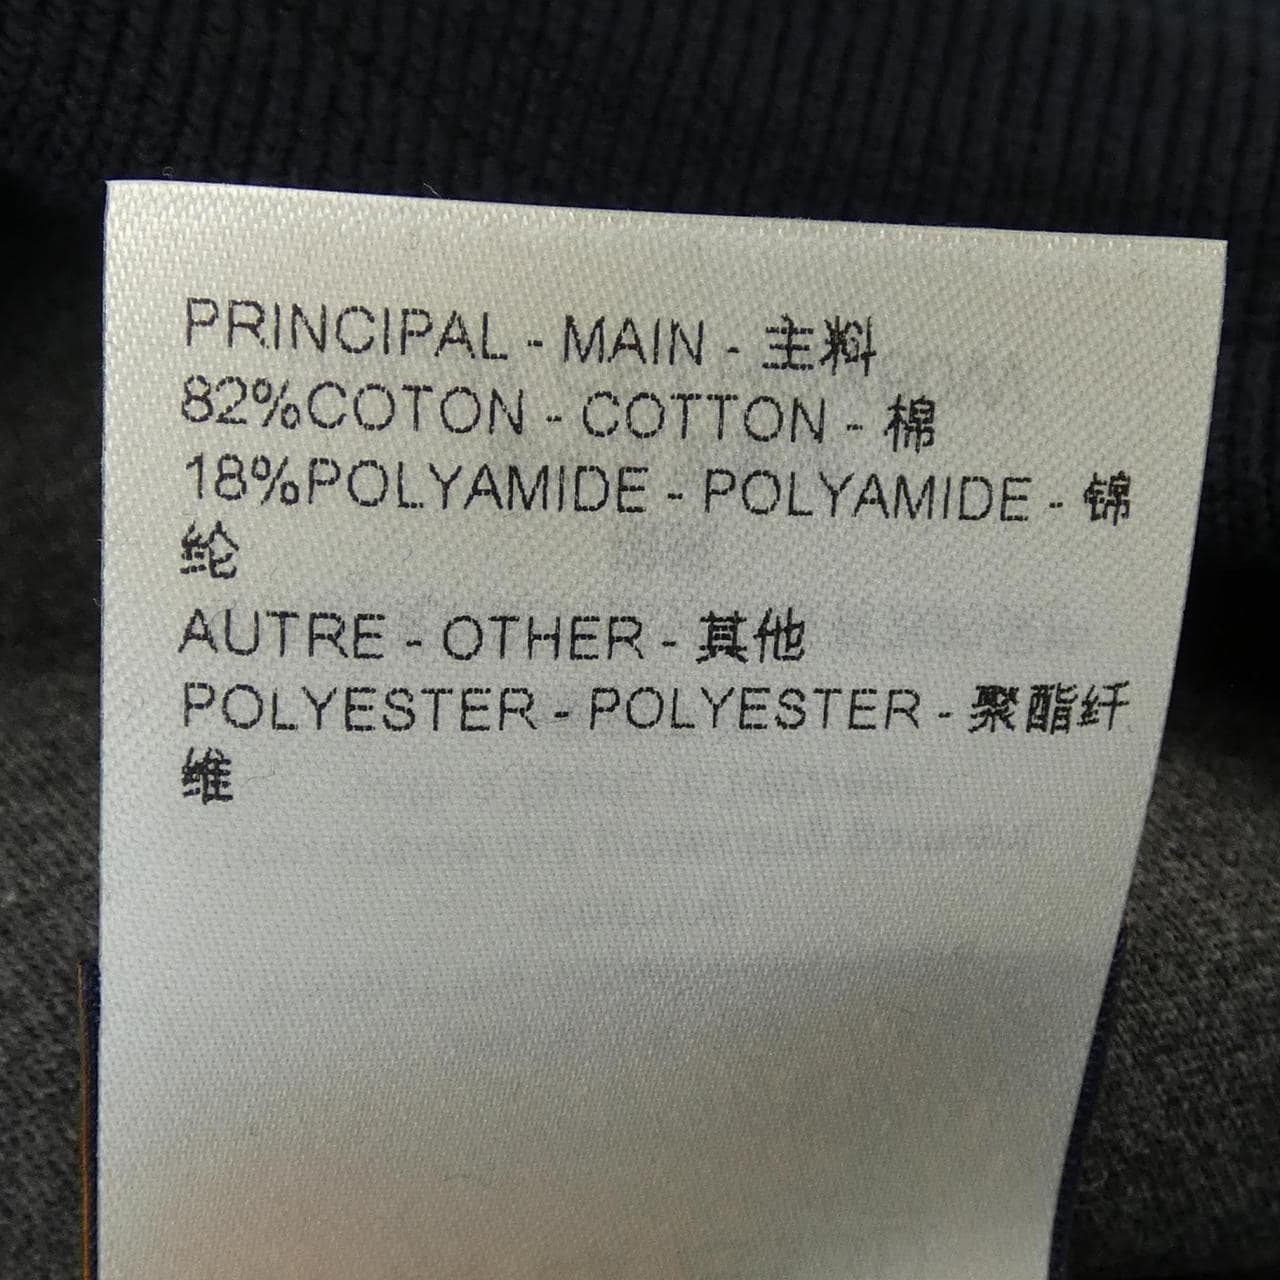 PRINCIPAL - MAIN - 主料
82%COTON - COTTON - 棉
18%POLYAMIDE - POLYAMIDE - 锦
纶
AUTRE - OTHER - 其他
POLYESTER - POLYESTER - 聚酯纤
维